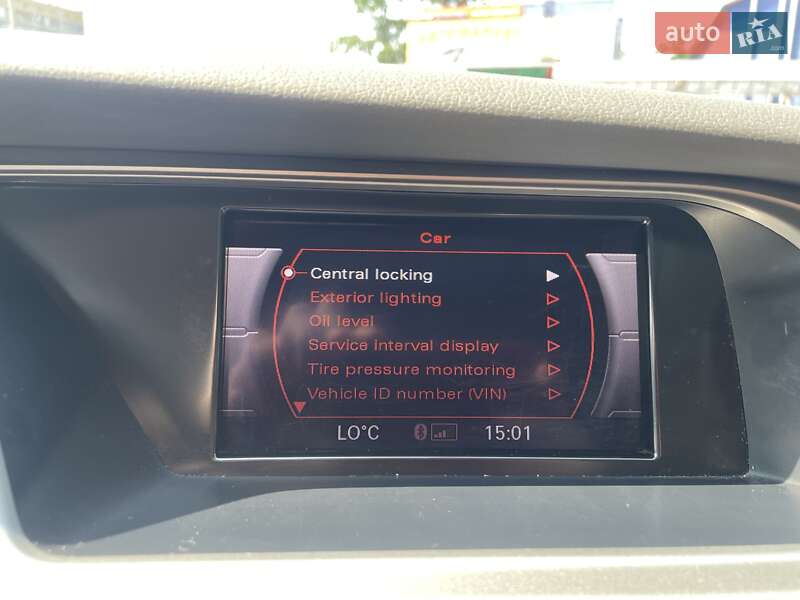 auto RIA .com
Car
Central locking
Exterior lighting
Oil level
Service interval display
Tire pressure monitoring
Vehicle ID number (VIN)
LO°C 15:01